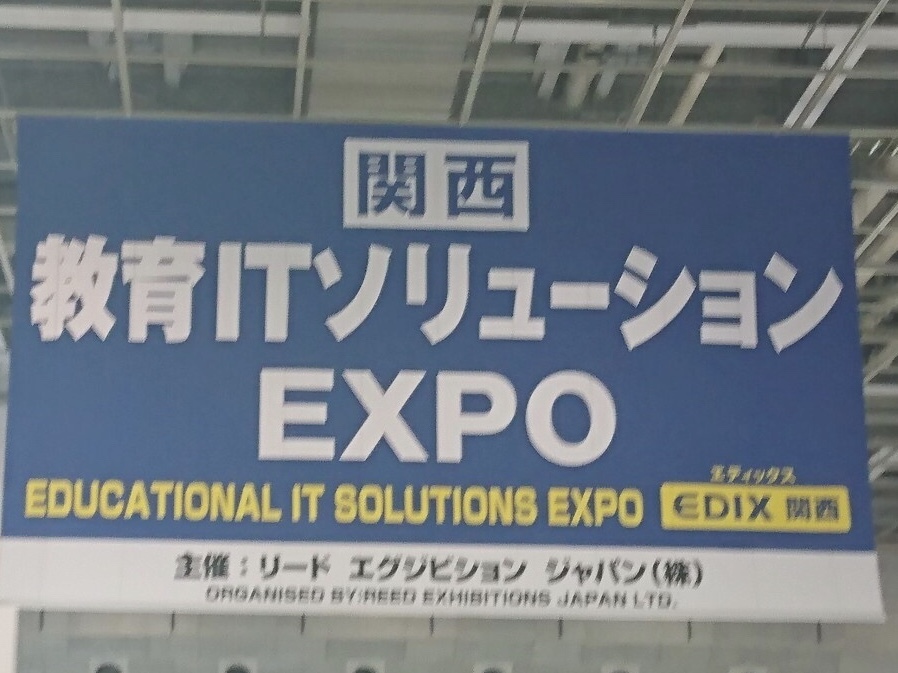 関西
教育ITソリューション
EXPO
EDUCATIONAL IT SOLUTIONS EXPO
エディックス
EDIX 関西
主催：リード エグジビション ジャパン（株）
ORGANISED BY:REED EXHIBITIONS JAPAN LTD.